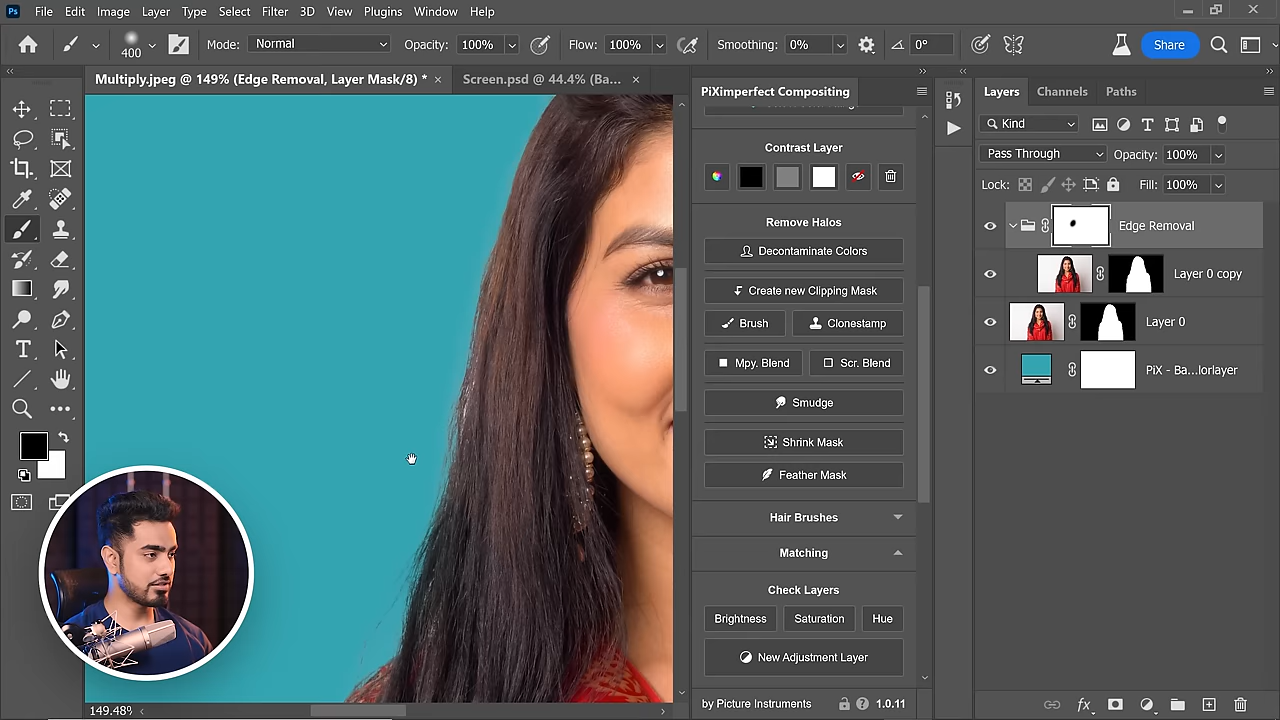 Ps File Edit Image Layer Type Select Filter 3D View Plugins Window Help
400 Mode: Normal Opacity: 100% Flow: 100% Smoothing: 0% 0° Share
Multiply.jpeg @ 149% (Edge Removal, Layer Mask/8) * × Screen.psd @ 44.4% (Ba... ×
PiXimperfect Compositing
Contrast Layer
Remove Halos
Decontaminate Colors
Create new Clipping Mask
Brush Clonestamp
Mpy. Blend Scr. Blend
Smudge
Shrink Mask
Feather Mask
Hair Brushes
Matching
Check Layers
Brightness Saturation Hue
New Adjustment Layer
by Picture Instruments 1.0.11
Layers Channels Paths
Kind
Pass Through Opacity: 100%
Lock: Fill: 100%
Edge Removal
Layer 0 copy
Layer 0
PiX - Ba...lorlayer
fx
149.48%